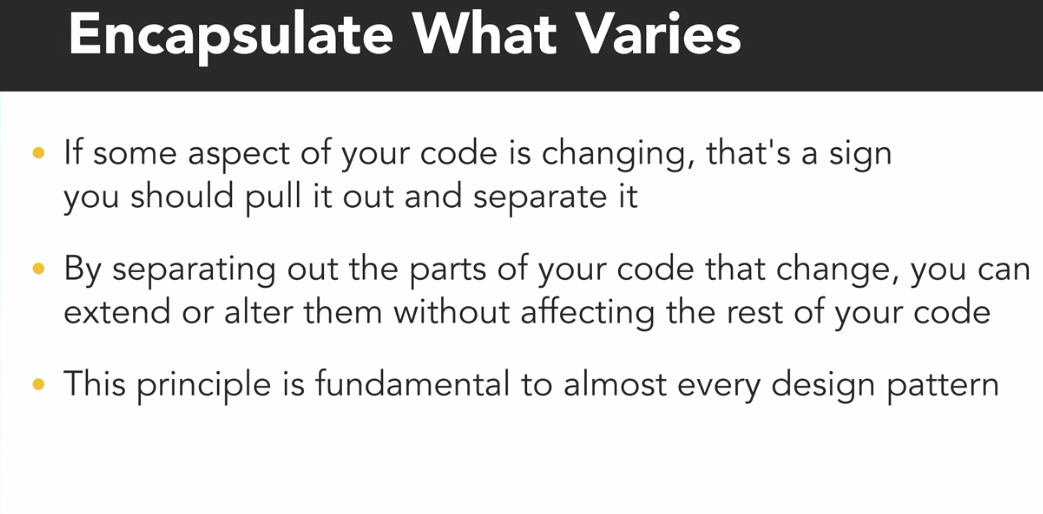 Encapsulate What Varies
• If some aspect of your code is changing, that's a sign
you should pull it out and separate it
• By separating out the parts of your code that change, you can
extend or alter them without affecting the rest of your code
• This principle is fundamental to almost every design pattern